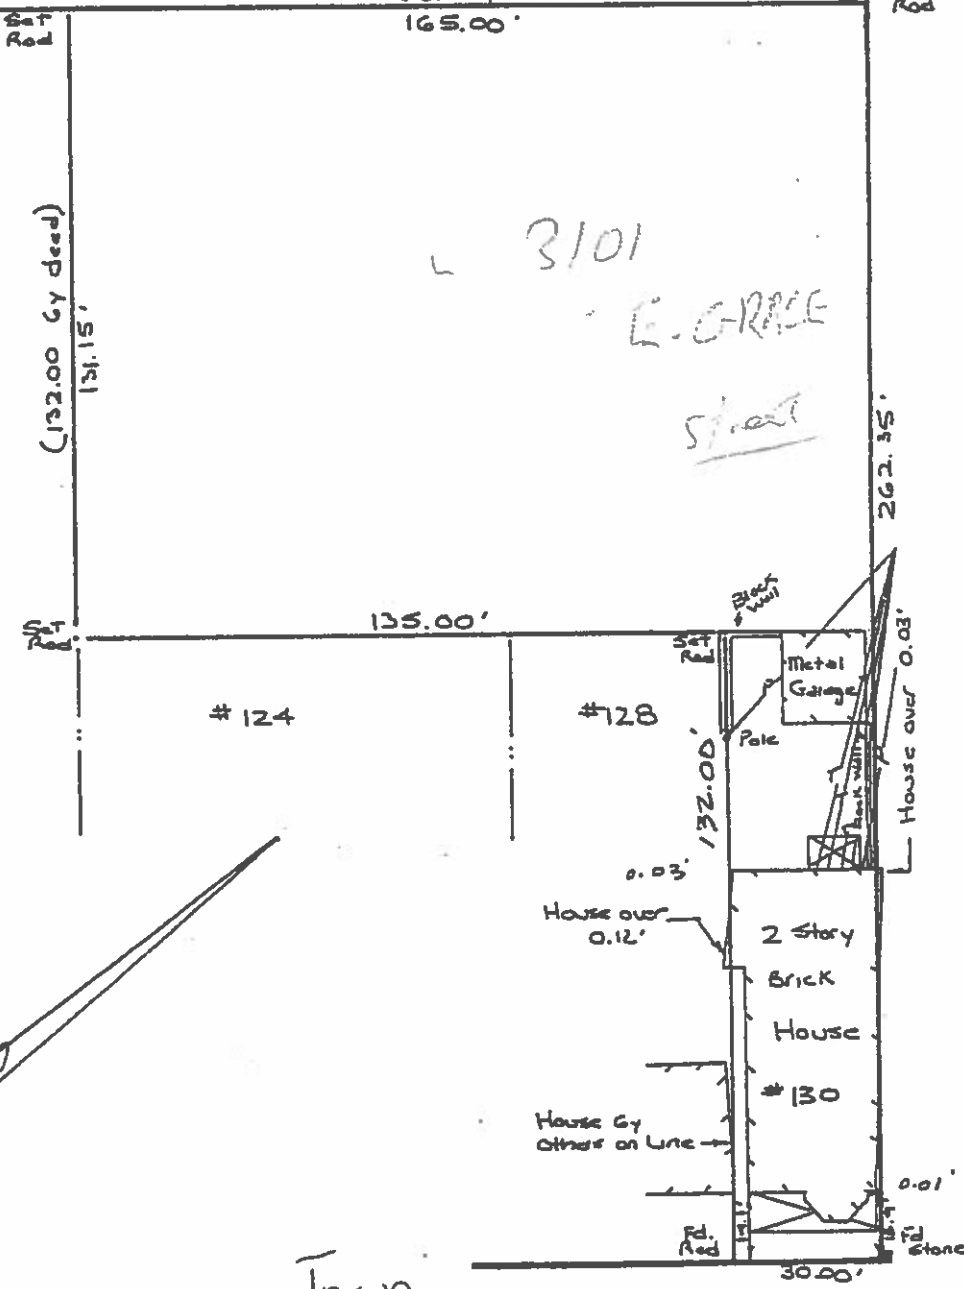 Set
Rod
165.00'
Rod
(132.00 by deed)
131.15'
3101
E. GRACE
Street
262.35'
135.00'
Set
Rod
Block
Wall
Set
Rod
Metal
Garage
# 124
#128
Pole
132.00'
House over 0.03'
0.03'
House over
0.12'
2 Story
Brick
House
#130
House by
Others on Line
0.01'
Fd.
Rod
Fd
Stone
30.00'